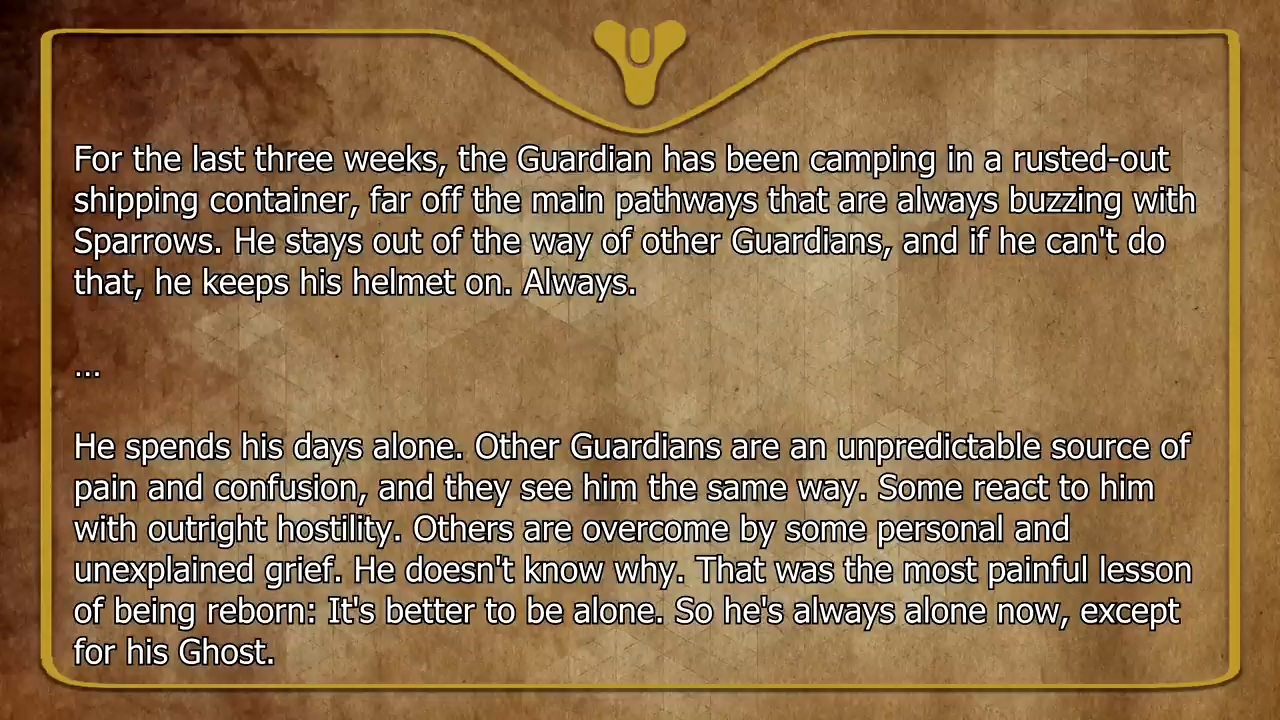 For the last three weeks, the Guardian has been camping in a rusted-out
shipping container, far off the main pathways that are always buzzing with
Sparrows. He stays out of the way of other Guardians, and if he can't do
that, he keeps his helmet on. Always.
...
He spends his days alone. Other Guardians are an unpredictable source of
pain and confusion, and they see him the same way. Some react to him
with outright hostility. Others are overcome by some personal and
unexplained grief. He doesn't know why. That was the most painful lesson
of being reborn: It's better to be alone. So he's always alone now, except
for his Ghost.